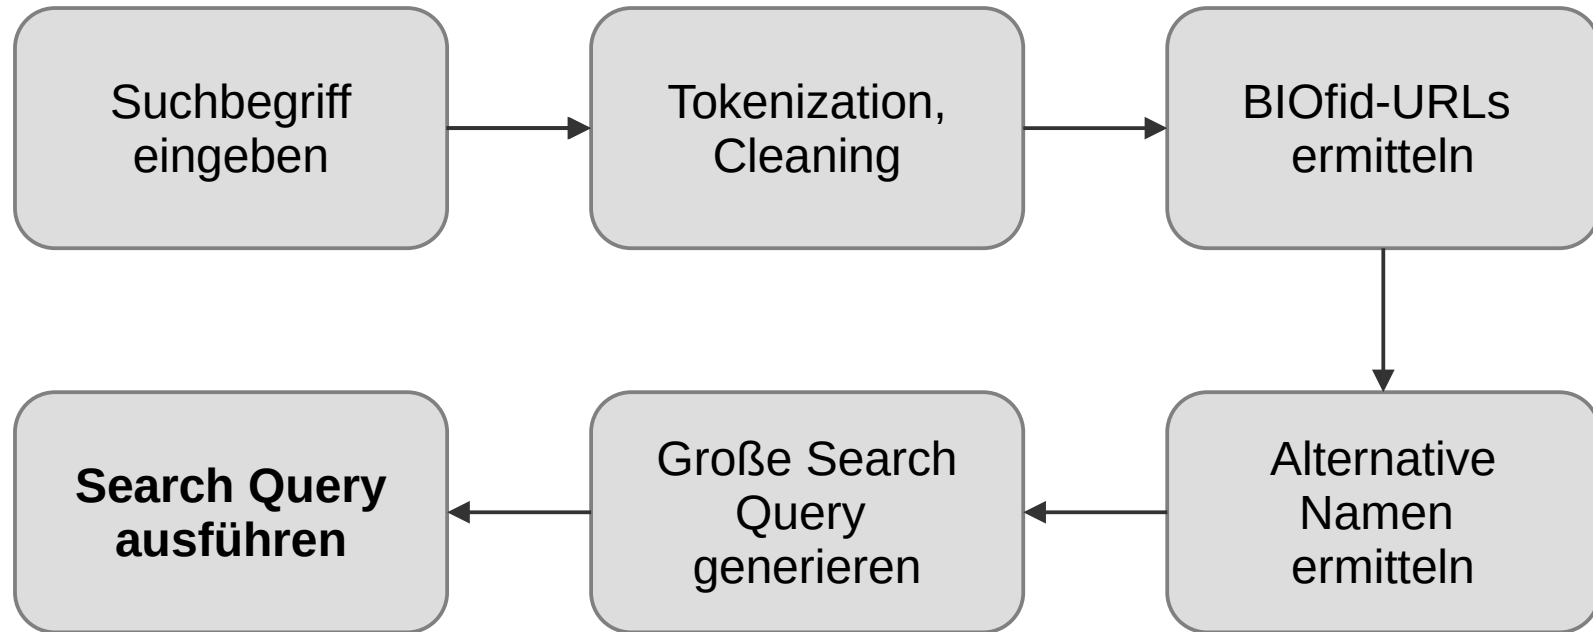 Suchbegriff
eingeben
Tokenization,
Cleaning
BIOfid-URLs
ermitteln
Alternative
Namen
ermitteln
Große Search
Query
generieren
Search Query
ausführen